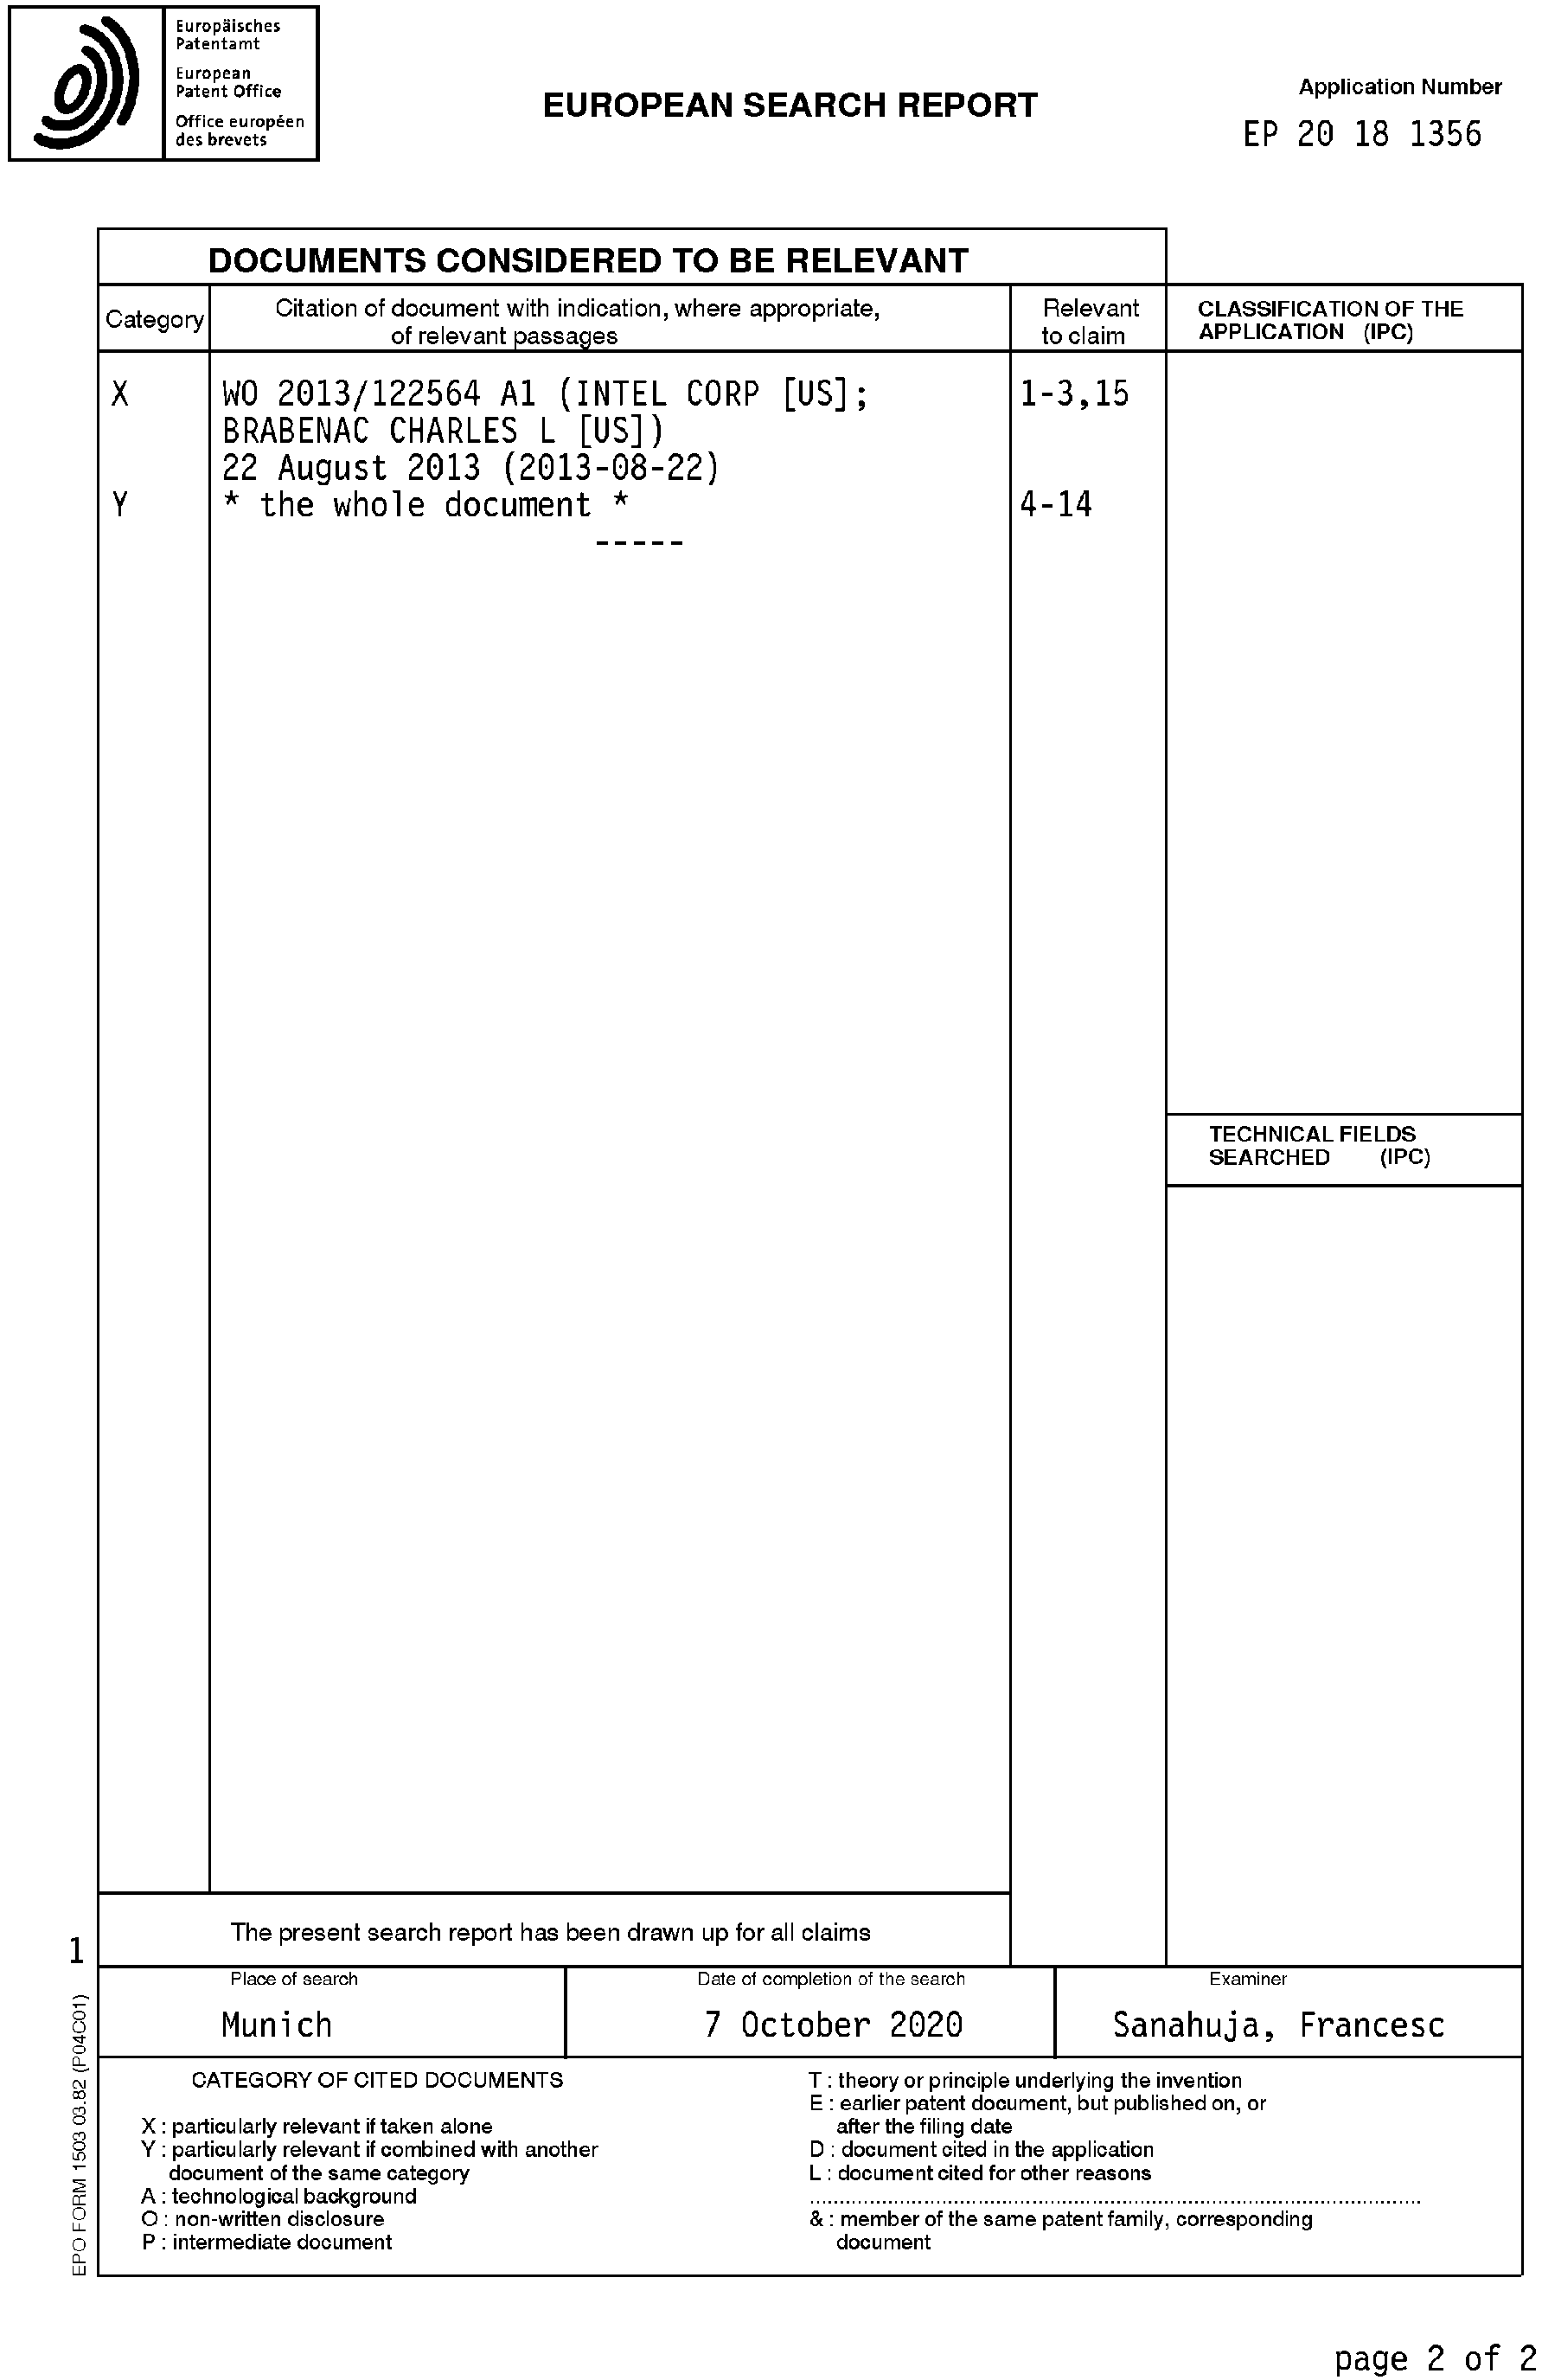 Europäisches
Patentamt
European
Patent Office
Office européen
des brevets
EUROPEAN SEARCH REPORT
Application Number
EP 20 18 1356
DOCUMENTS CONSIDERED TO BE RELEVANT
Category
Citation of document with indication, where appropriate,
of relevant passages
Relevant
to claim
CLASSIFICATION OF THE
APPLICATION (IPC)
X
WO 2013/122564 A1 (INTEL CORP [US];
1-3,15
BRABENAC CHARLES L [US])
22 August 2013 (2013-08-22)
Y
* the whole document *
4-14
-----
TECHNICAL FIELDS
SEARCHED (IPC)
The present search report has been drawn up for all claims
1
Place of search
Date of completion of the search
Examiner
Munich
7 October 2020
Sanahuja, Francesc
CATEGORY OF CITED DOCUMENTS
X : particularly relevant if taken alone
Y : particularly relevant if combined with another
document of the same category
A : technological background
O : non-written disclosure
P : intermediate document
T : theory or principle underlying the invention
E : earlier patent document, but published on, or
after the filing date
D : document cited in the application
L : document cited for other reasons
& : member of the same patent family, corresponding
document
EPO FORM 1503 03.82 (P04C01)
page 2 of 2